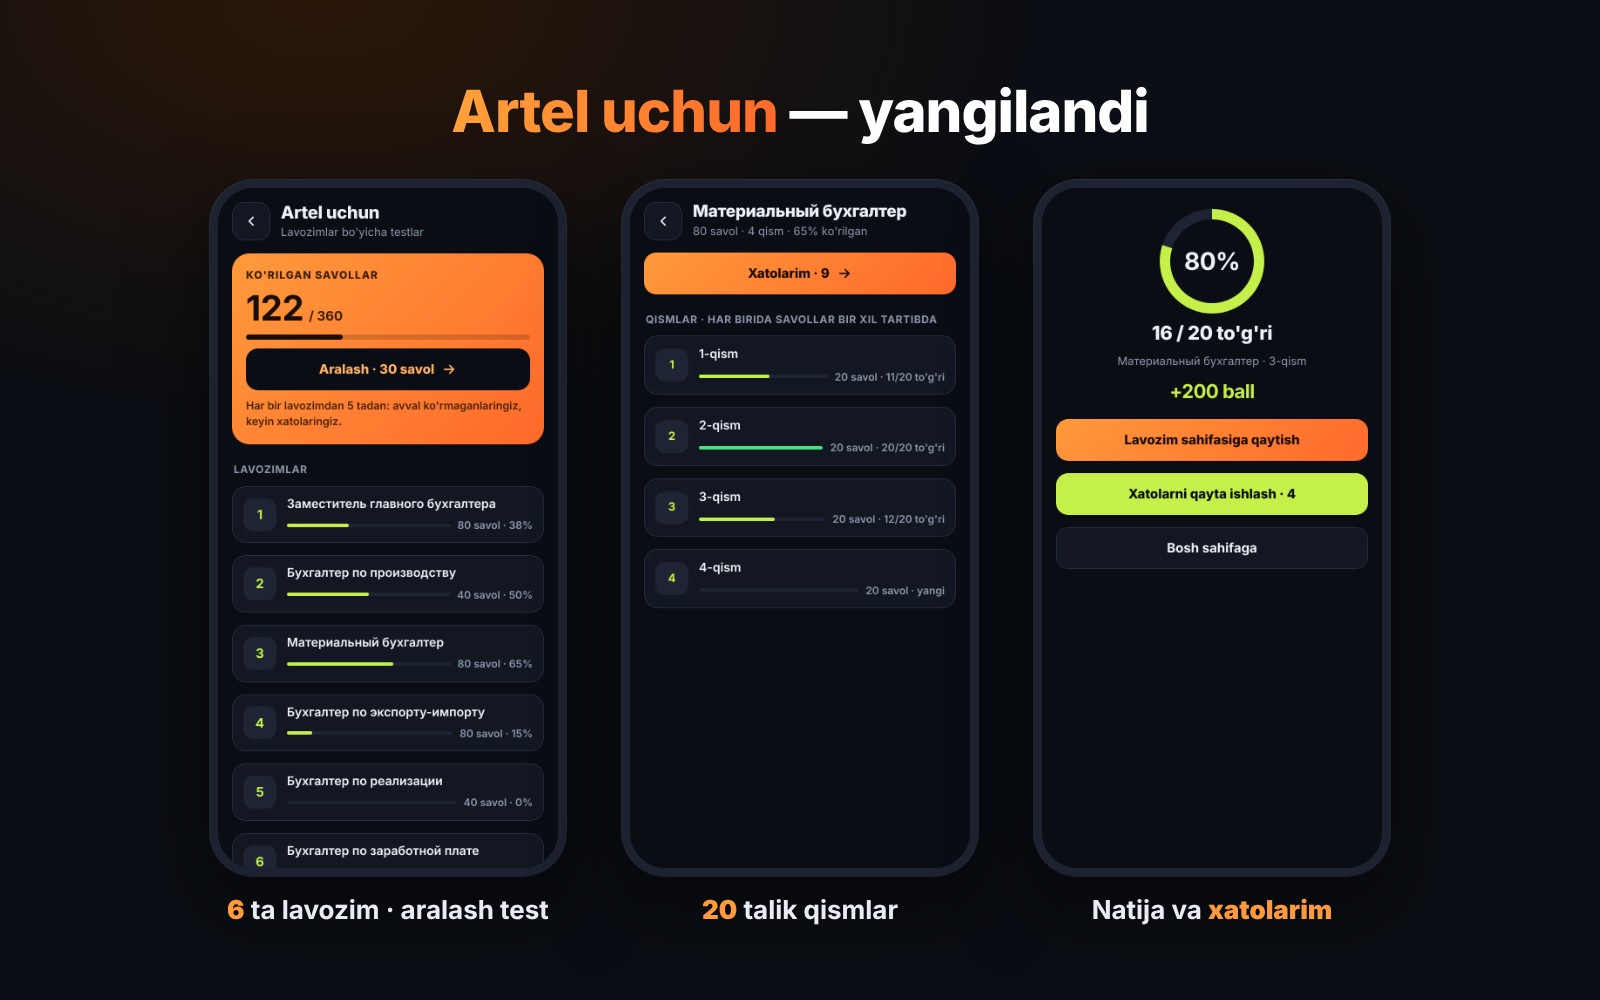 Artel uchun — yangilandi
Artel uchun
Lavozimlar bo'yicha testlar
KO'RILGAN SAVOLLAR
122 / 360
Aralash · 30 savol →
Har bir lavozimdan 5 tadan: avval ko'rmaganlaringiz,
keyin xatolaringiz.
LAVOZIMLAR
1
Заместитель главного бухгалтера
80 savol · 38%
2
Бухгалтер по производству
40 savol · 50%
3
Материальный бухгалтер
80 savol · 65%
4
Бухгалтер по экспорту-импорту
80 savol · 15%
5
Бухгалтер по реализации
40 savol · 0%
6
Бухгалтер по заработной плате
6 ta lavozim · aralash test
Материальный бухгалтер
80 savol · 4 qism · 65% ko'rilgan
Xatolarim · 9 →
QISMLAR · HAR BIRIDA SAVOLLAR BIR XIL TARTIBDA
1
1-qism
20 savol · 11/20 to'g'ri
2
2-qism
20 savol · 20/20 to'g'ri
3
3-qism
20 savol · 12/20 to'g'ri
4
4-qism
20 savol · yangi
20 talik qismlar
80%
16 / 20 to'g'ri
Материальный бухгалтер · 3-qism
+200 ball
Lavozim sahifasiga qaytish
Xatolarni qayta ishlash · 4
Bosh sahifaga
Natija va xatolarim